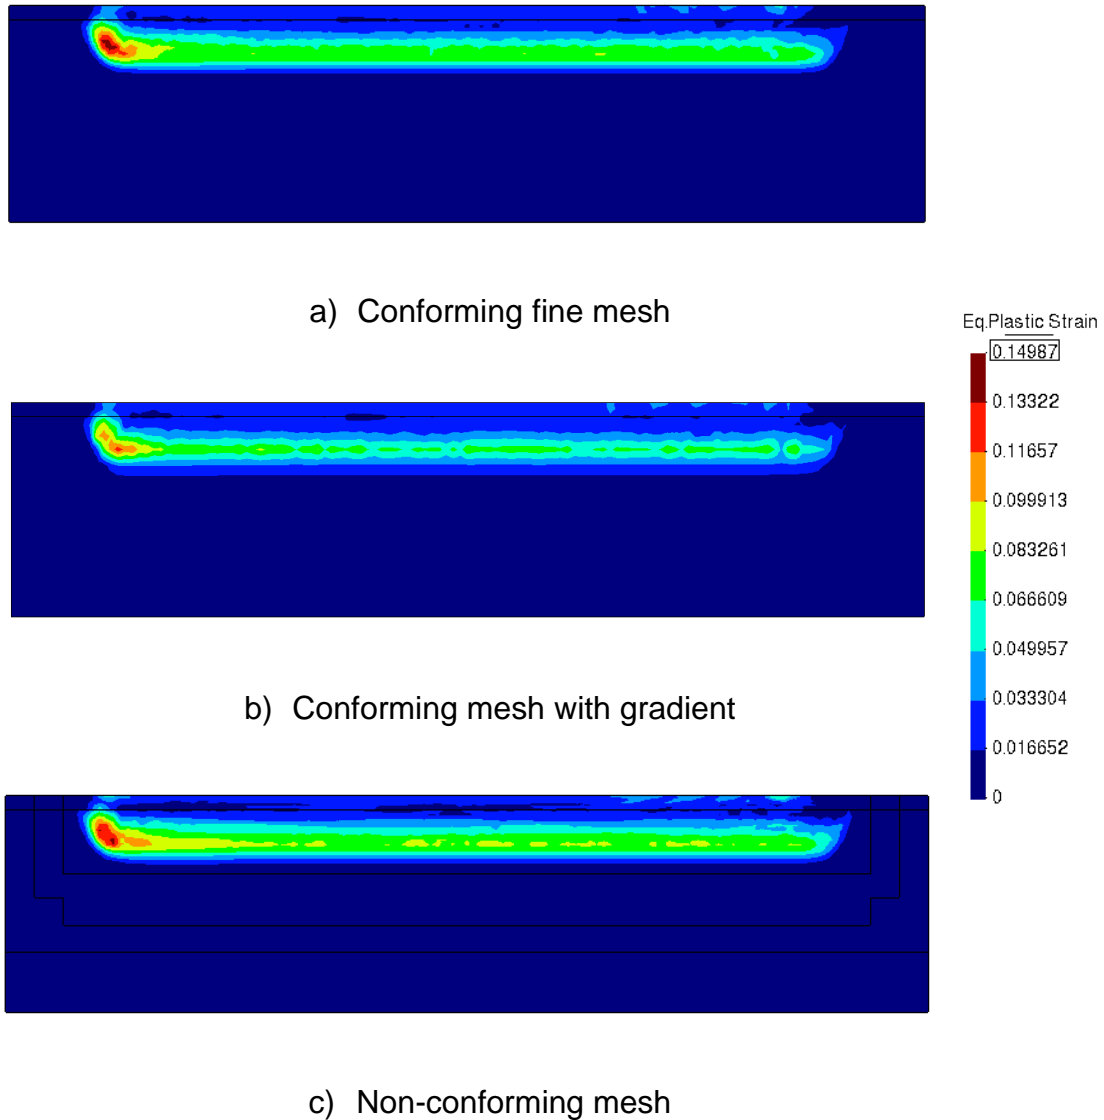 a) Conforming fine mesh
Eq.Plastic Strain
0.14987
0.13322
0.11657
0.099913
0.083261
0.066609
0.049957
0.033304
0.016652
0
b) Conforming mesh with gradient
c) Non-conforming mesh